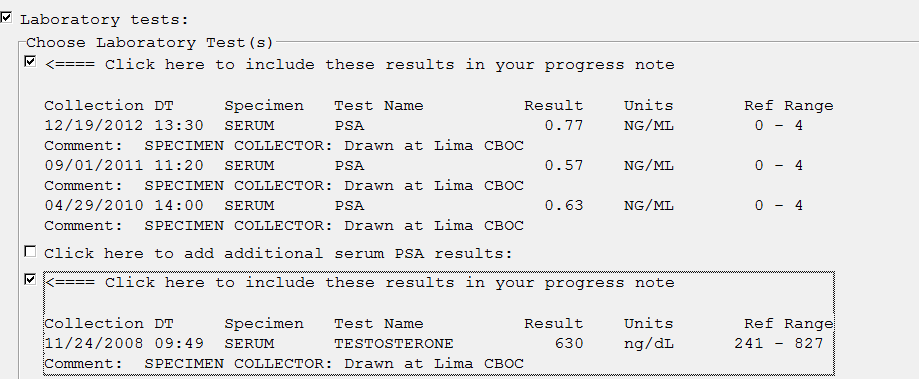 Laboratory tests:
Choose Laboratory Test(s)
<==== Click here to include these results in your progress note
Collection DT Specimen Test Name Result Units Ref Range
12/19/2012 13:30 SERUM PSA 0.77 NG/ML 0 - 4
Comment: SPECIMEN COLLECTOR: Drawn at Lima CBOC
09/01/2011 11:20 SERUM PSA 0.57 NG/ML 0 - 4
Comment: SPECIMEN COLLECTOR: Drawn at Lima CBOC
04/29/2010 14:00 SERUM PSA 0.63 NG/ML 0 - 4
Comment: SPECIMEN COLLECTOR: Drawn at Lima CBOC
Click here to add additional serum PSA results:
<==== Click here to include these results in your progress note
Collection DT Specimen Test Name Result Units Ref Range
11/24/2008 09:49 SERUM TESTOSTERONE 630 ng/dL 241 - 827
Comment: SPECIMEN COLLECTOR: Drawn at Lima CBOC